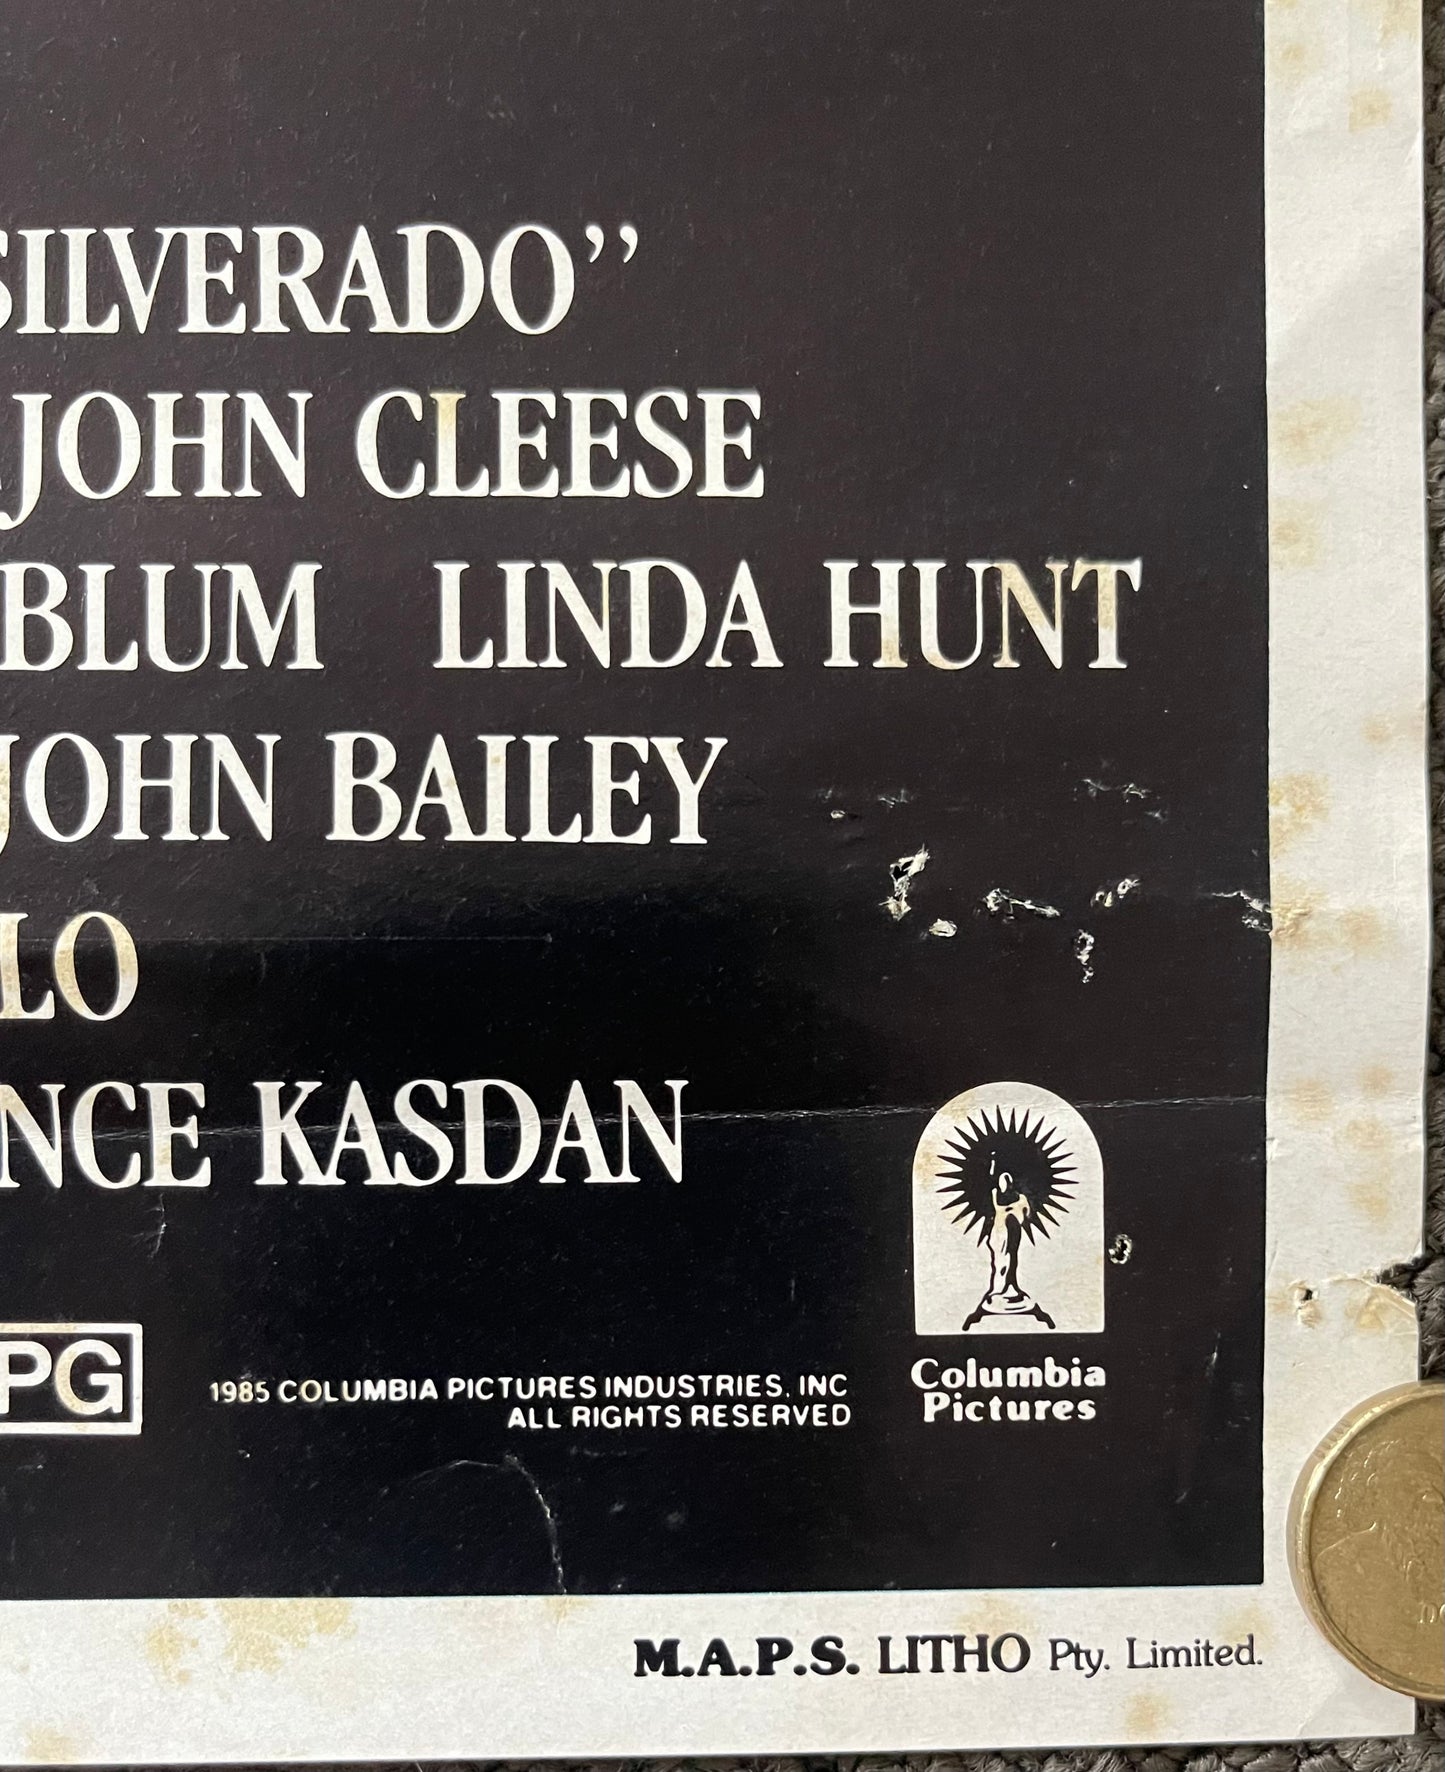 SILVERADO”
JOHN CLEESE
BLUM LINDA HUNT
JOHN BAILEY
LO
NCE KASDAN
PG
1985 COLUMBIA PICTURES INDUSTRIES, INC
ALL RIGHTS RESERVED
Columbia
Pictures
M.A.P.S. LITHO Pty. Limited.